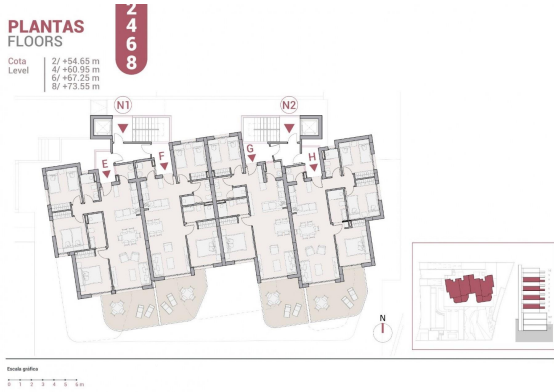 PLANTAS
FLOORS
2
4
6
8
Cota
Level
2/ +54.65 m
4/ +60.95 m
6/ +67.25 m
8/ +73.55 m
N1
N2
E
F
G
H
N
Escala gráfica
0 1 2 3 4 5 6 m